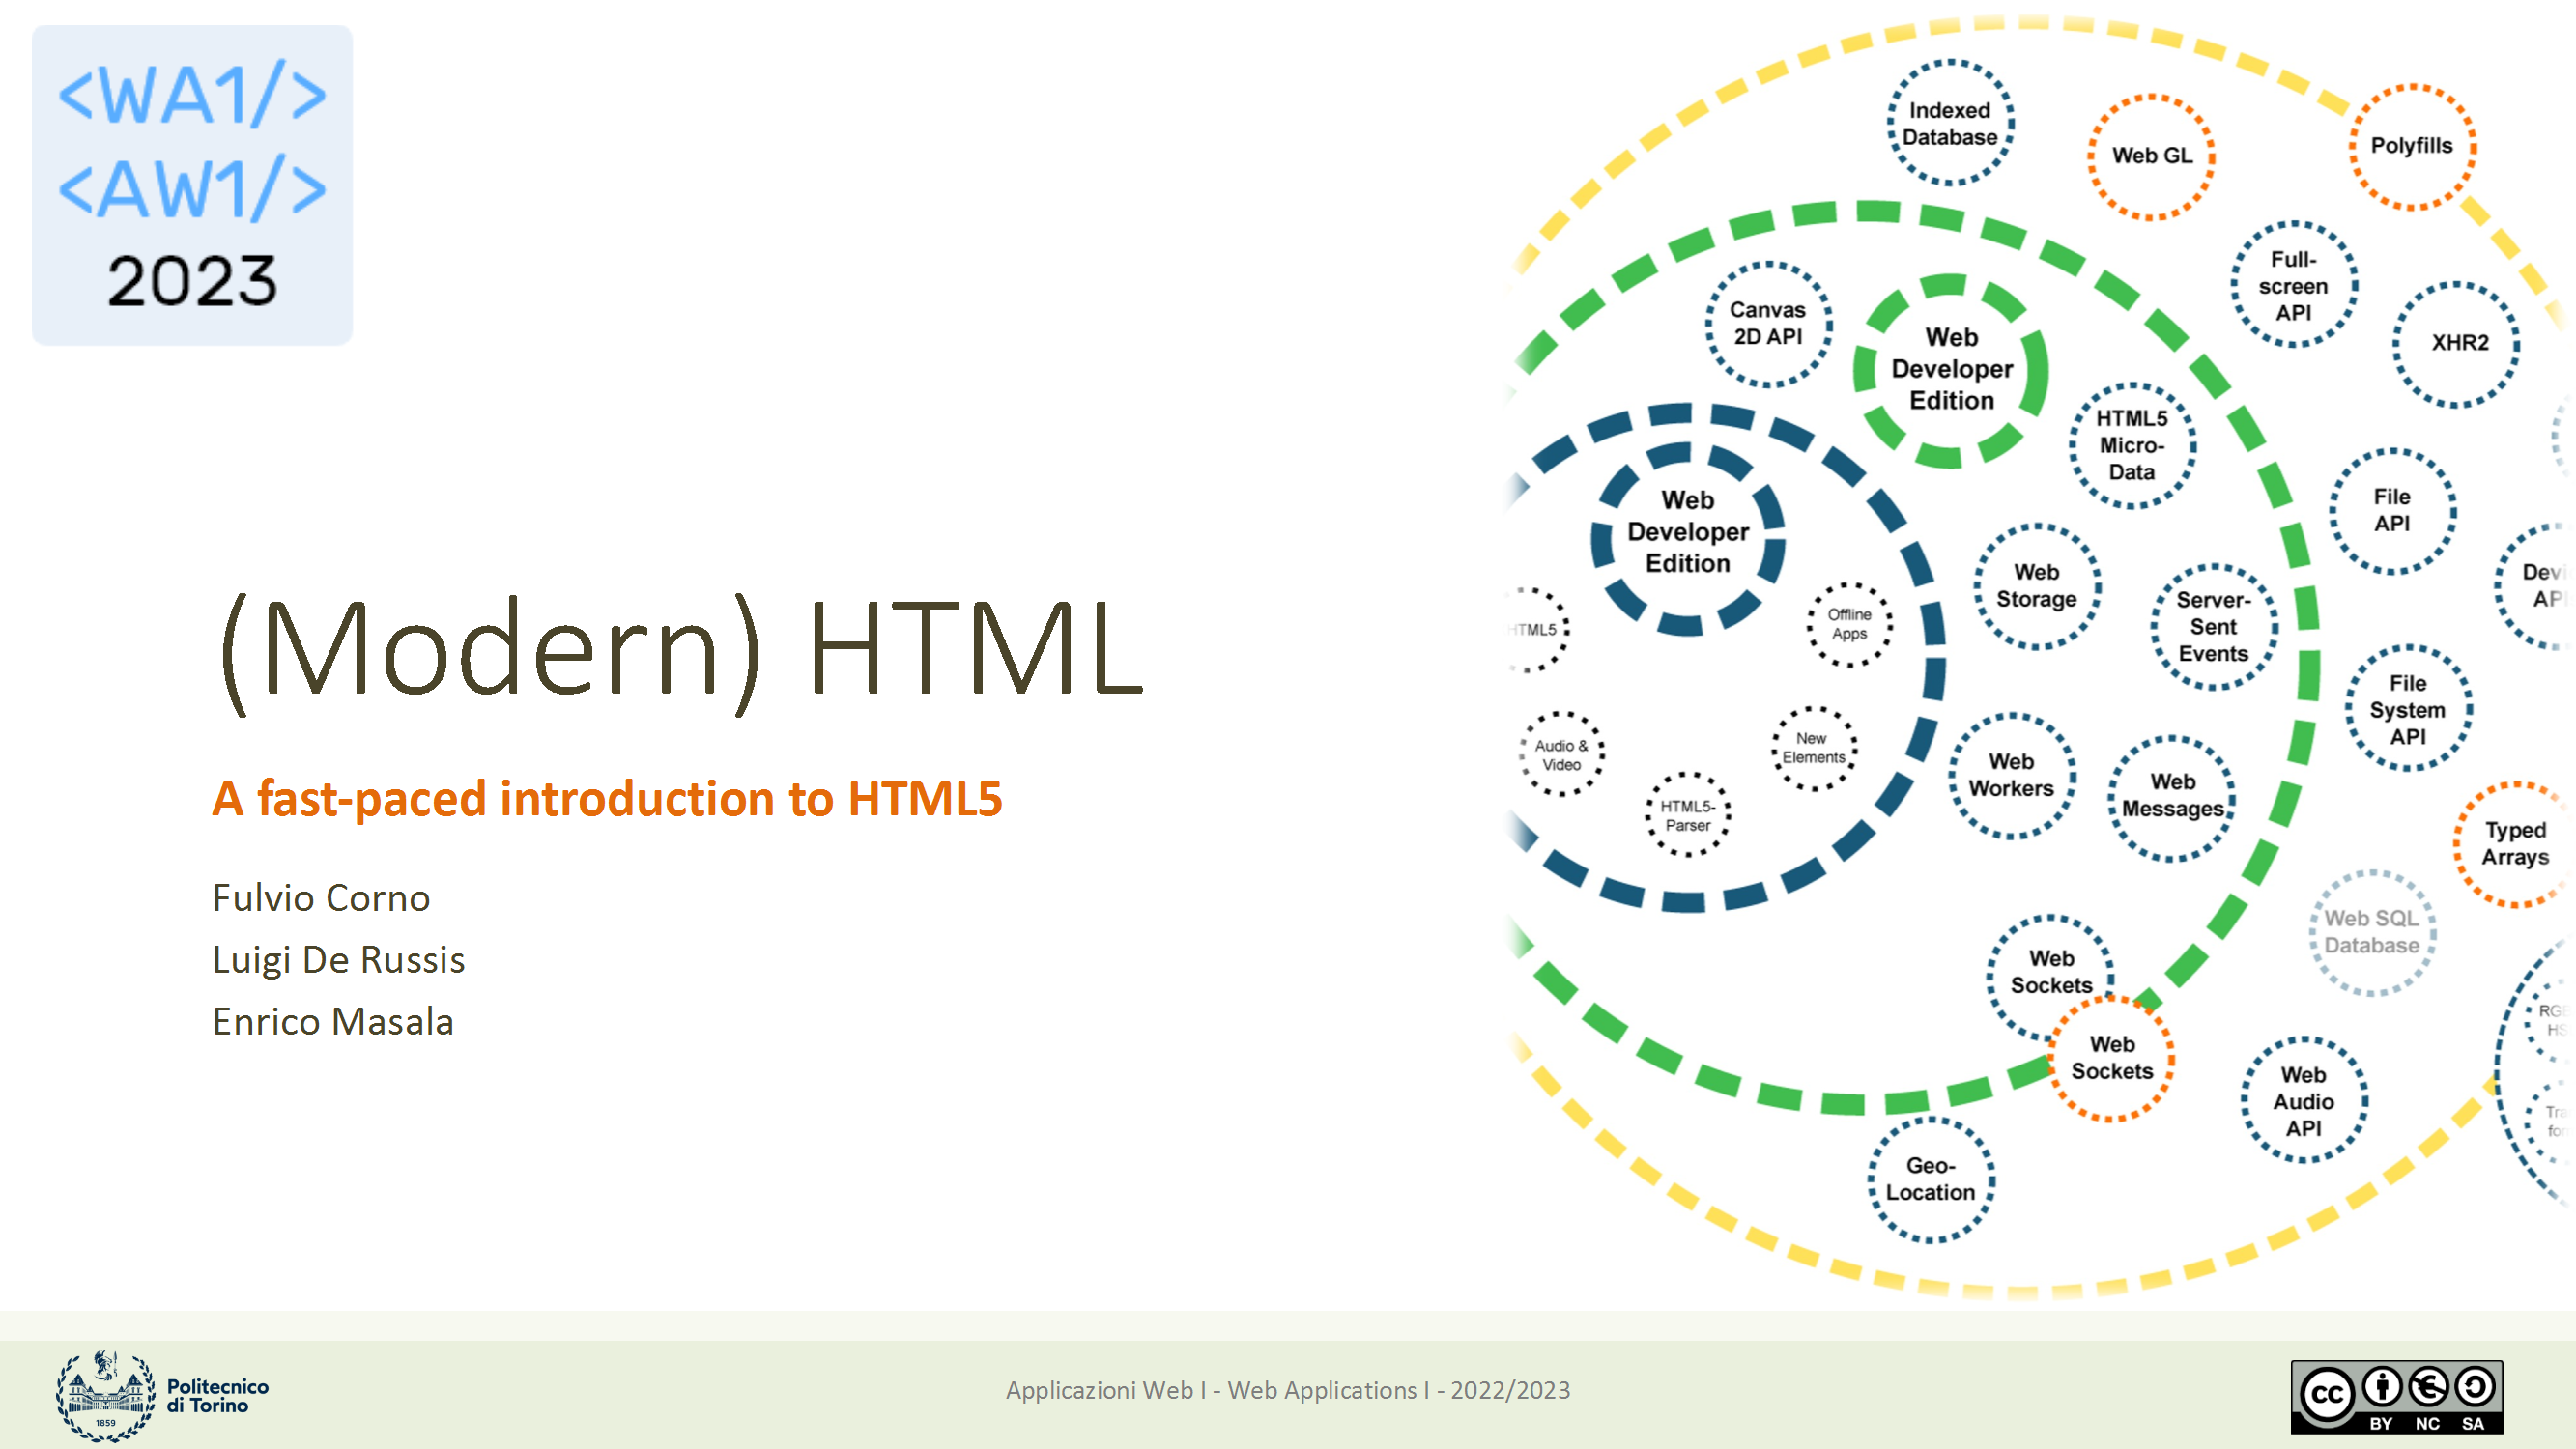 <WA1/>
<AW1/>
2023
(Modern) HTML
A fast-paced introduction to HTML5
Fulvio Corno
Luigi De Russis
Enrico Masala
Indexed
Database
Web GL
Polyfills
Full-
screen
API
XHR2
Canvas
2D API
Web
Developer
Edition
HTML5
Micro-
Data
File
API
Web
Developer
Edition
Web
Storage
Server-
Sent
Events
HTML5
Offline
Apps
File
System
API
Audio &
Video
New
Elements
HTML5-
Parser
Web
Workers
Web
Messages
Typed
Arrays
Web SQL
Database
Web
Sockets
Web
Sockets
Web
Audio
API
Geo-
Location
Politecnico
di Torino
1859
Applicazioni Web I - Web Applications I - 2022/2023
cc
BY NC SA